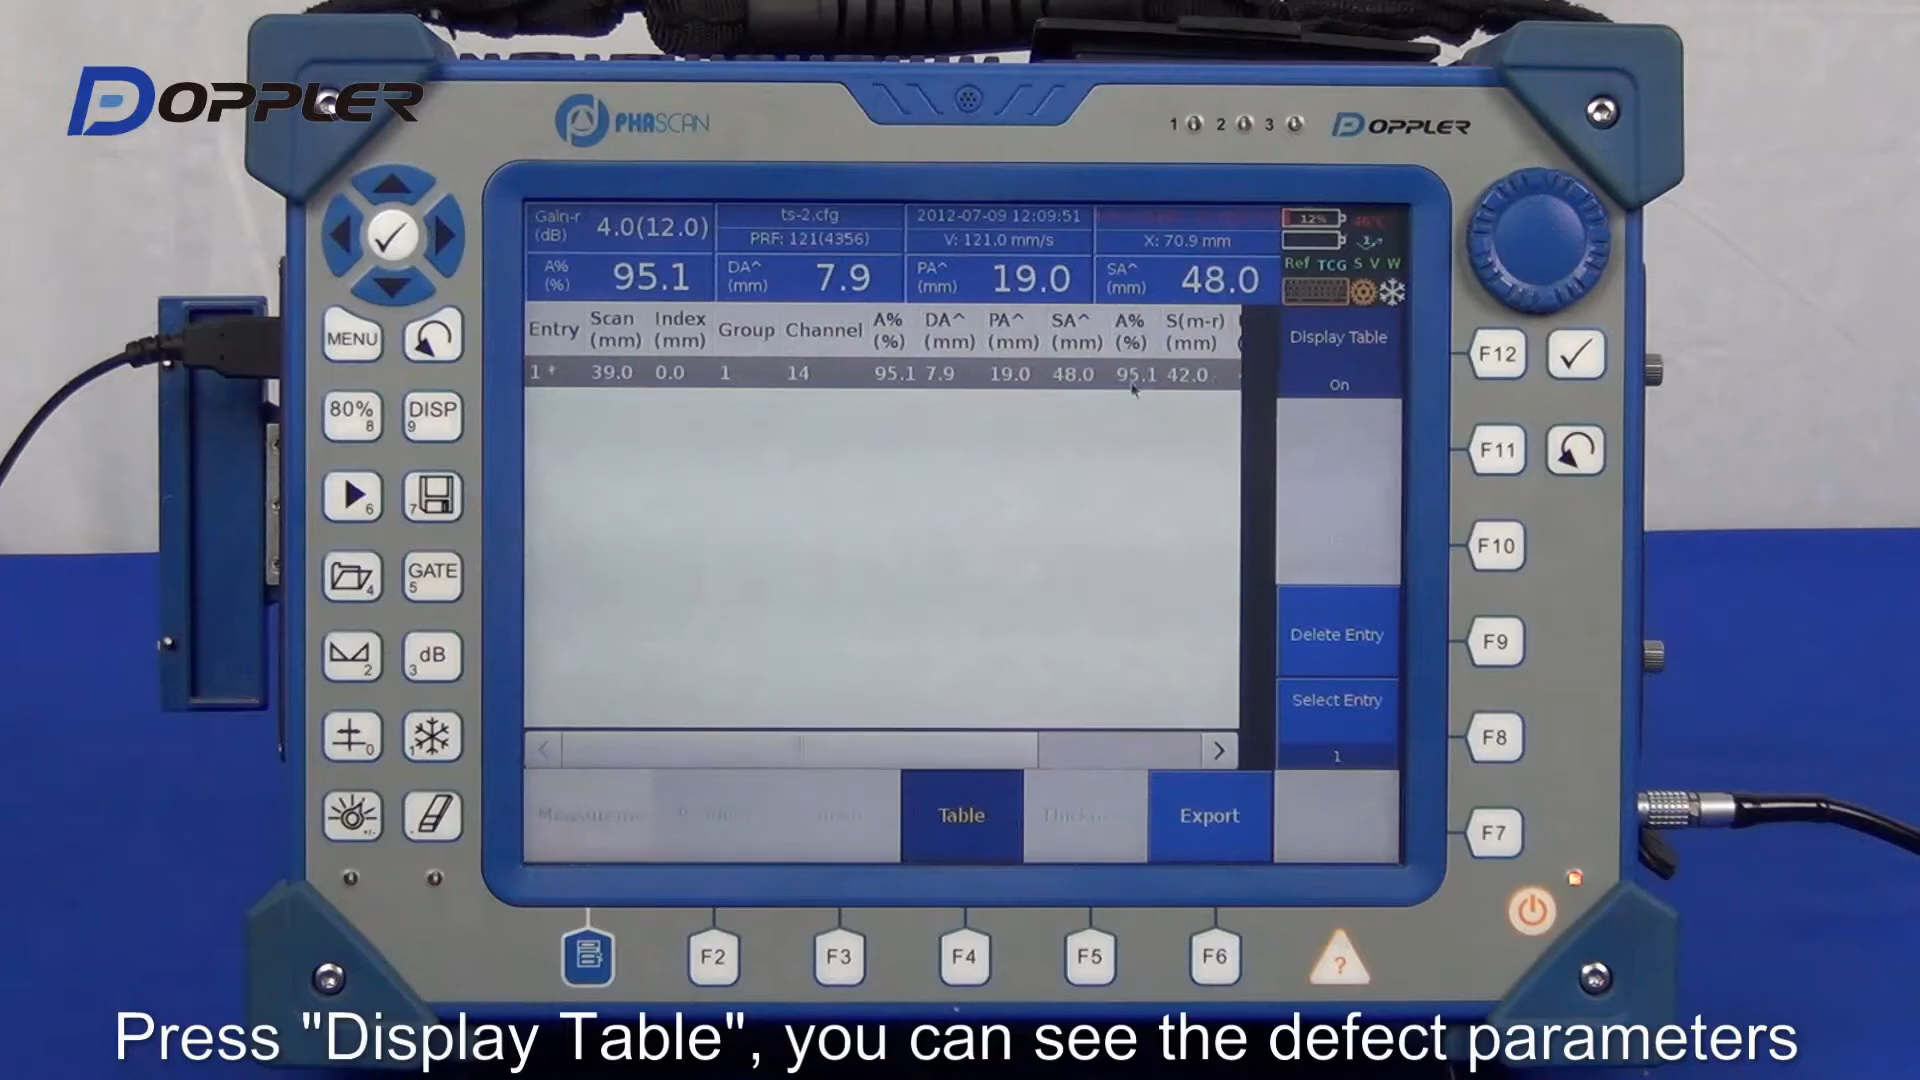 DOPPLER
PHASCAN
1 2 3 DOPPLER
Gain-r (dB) 4.0(12.0)
ts-2.cfg
PRF: 121(4356)
2012-07-09 12:09:51
V: 121.0 mm/s
X: 70.9 mm
12%
Ref TCG S V W
A% (%) 95.1
DA^ (mm) 7.9
PA^ (mm) 19.0
SA^ (mm) 48.0
Entry Scan (mm) Index (mm) Group Channel A% (%) DA^ (mm) PA^ (mm) SA^ (mm) A% (%) S(m-r) (mm)
1 * 39.0 0.0 1 14 95.1 7.9 19.0 48.0 95.1 42.0
Display Table
On
Delete Entry
Select Entry
1
Table
Export
MENU
80% 8
DISP 9
6
7
4
GATE 5
2
dB 3
0
1
+/-
F12
F11
F10
F9
F8
F7
F2
F3
F4
F5
F6
?
Press "Display Table", you can see the defect parameters